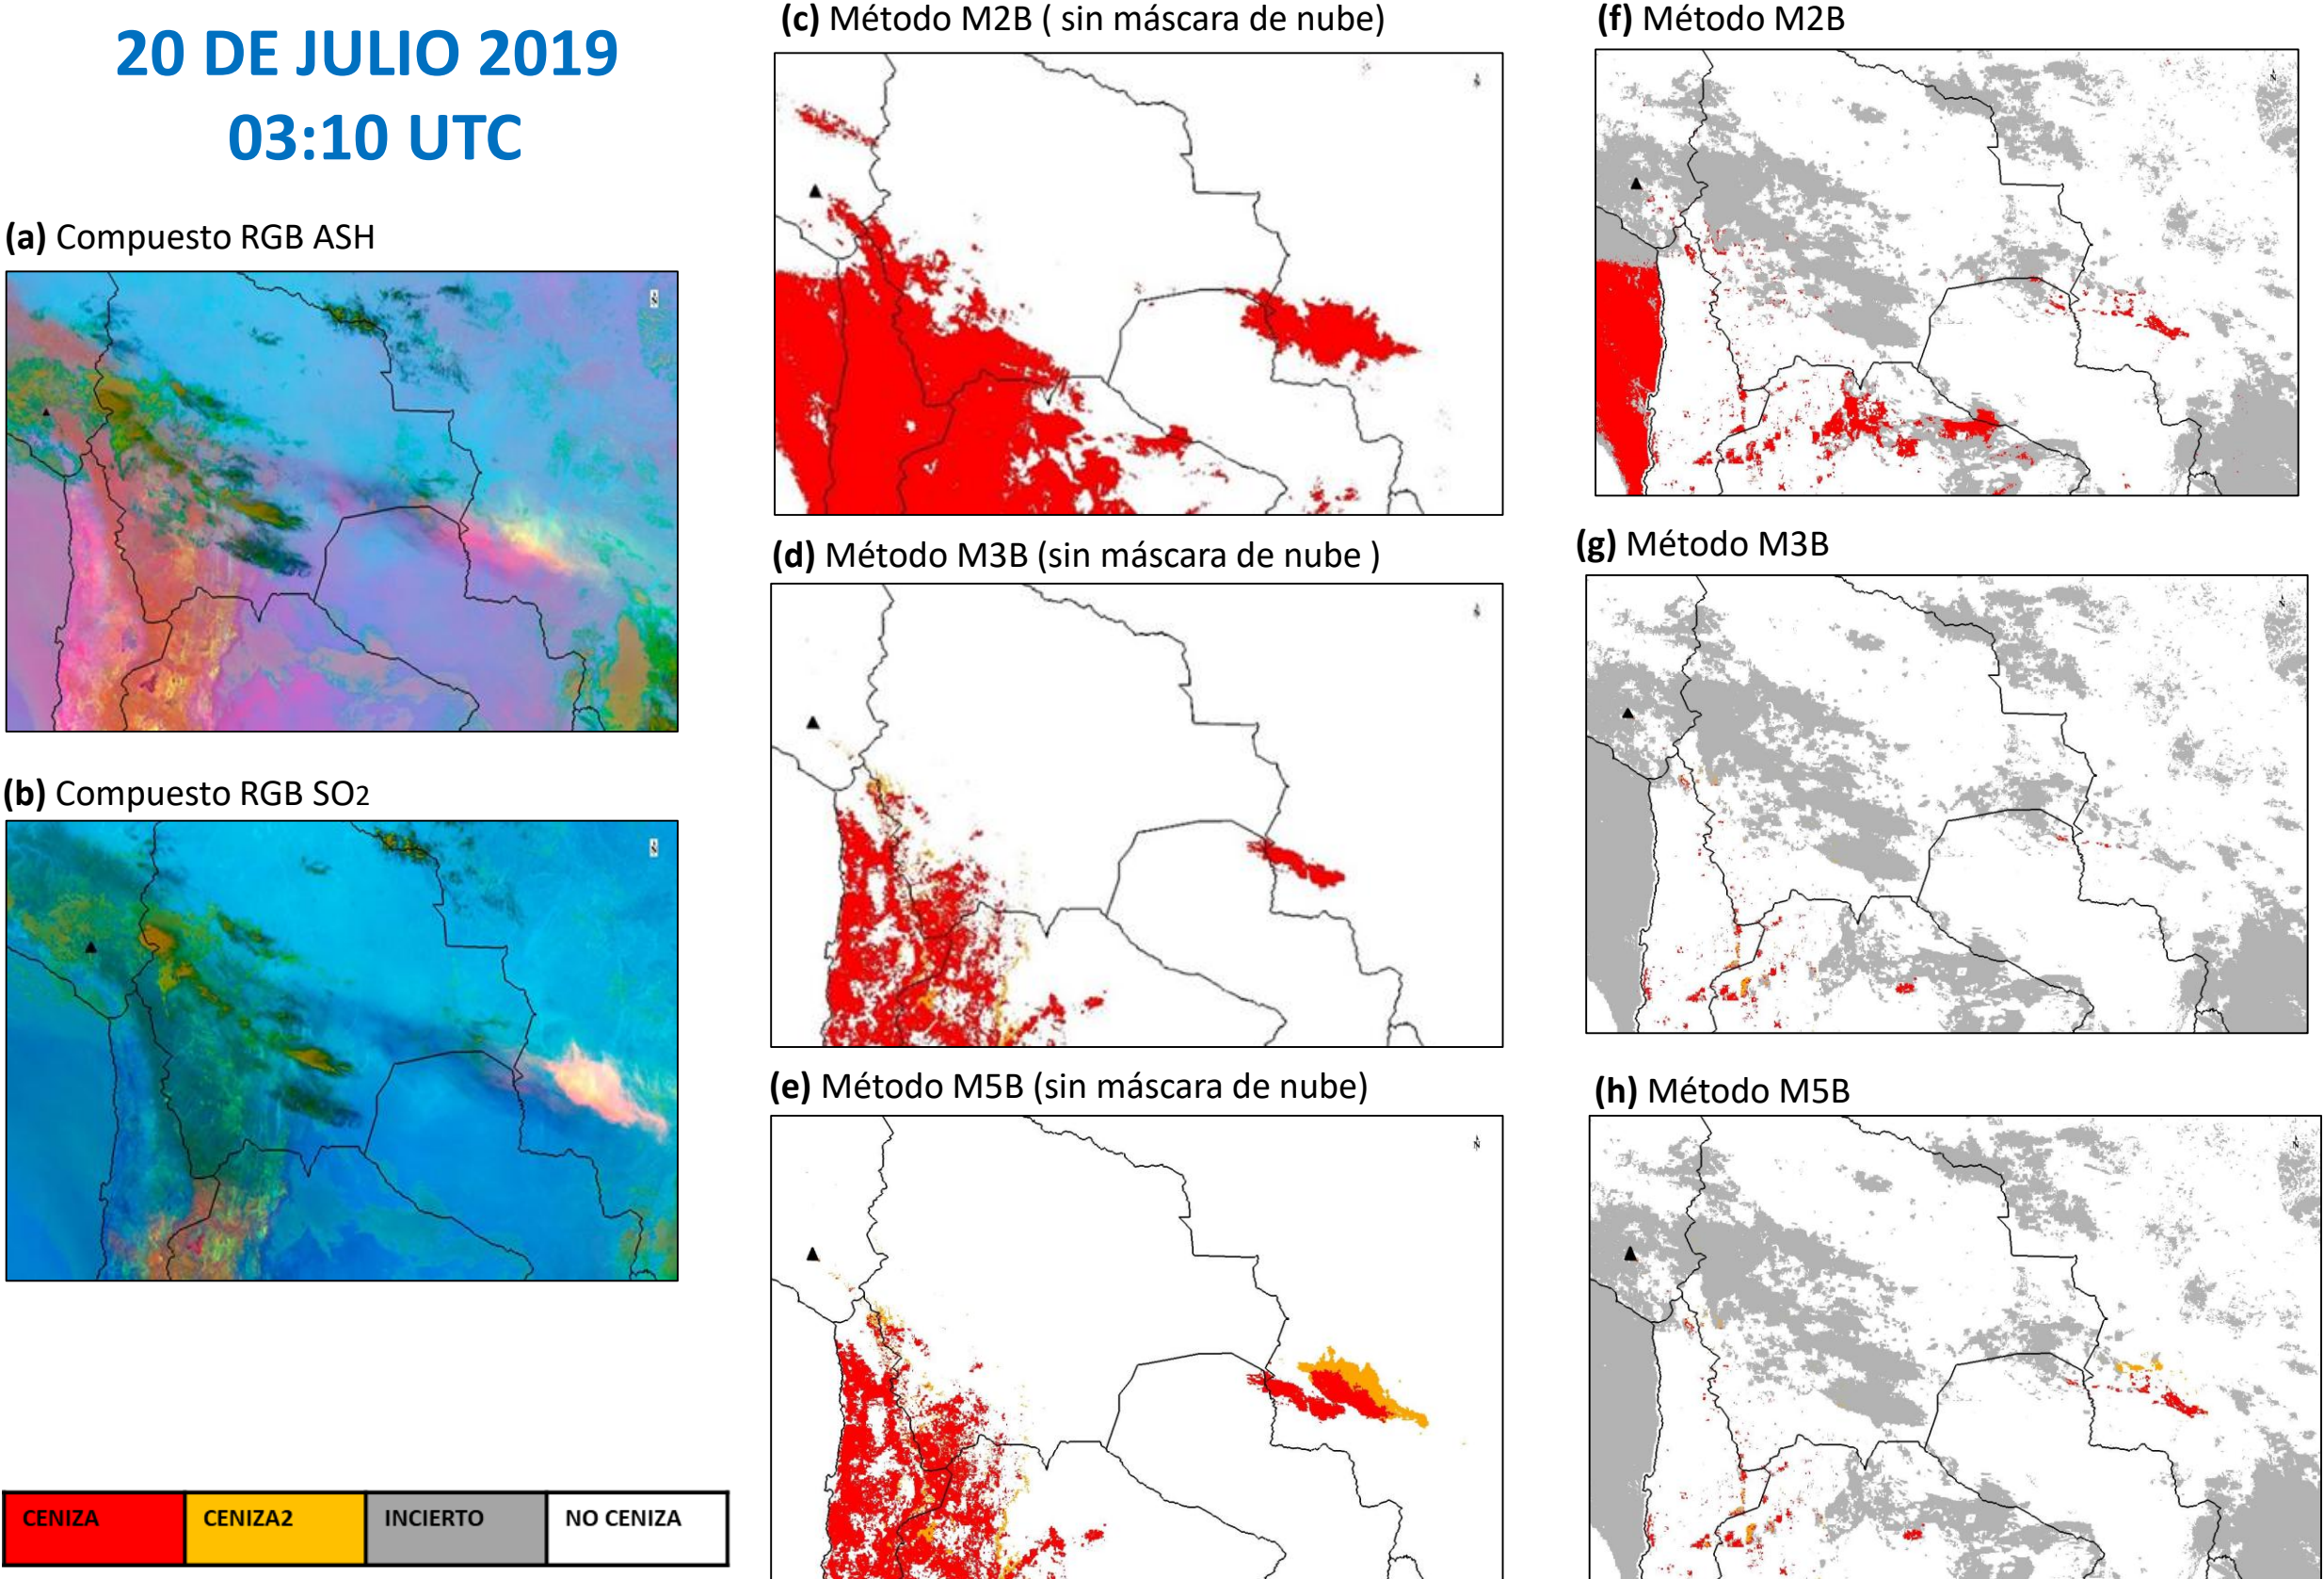 20 DE JULIO 2019
03:10 UTC
(a) Compuesto RGB ASH
(b) Compuesto RGB SO2
CENIZA
CENIZA2
INCIERTO
NO CENIZA
(c) Método M2B ( sin máscara de nube)
(d) Método M3B (sin máscara de nube )
(e) Método M5B (sin máscara de nube)
(f) Método M2B
(g) Método M3B
(h) Método M5B